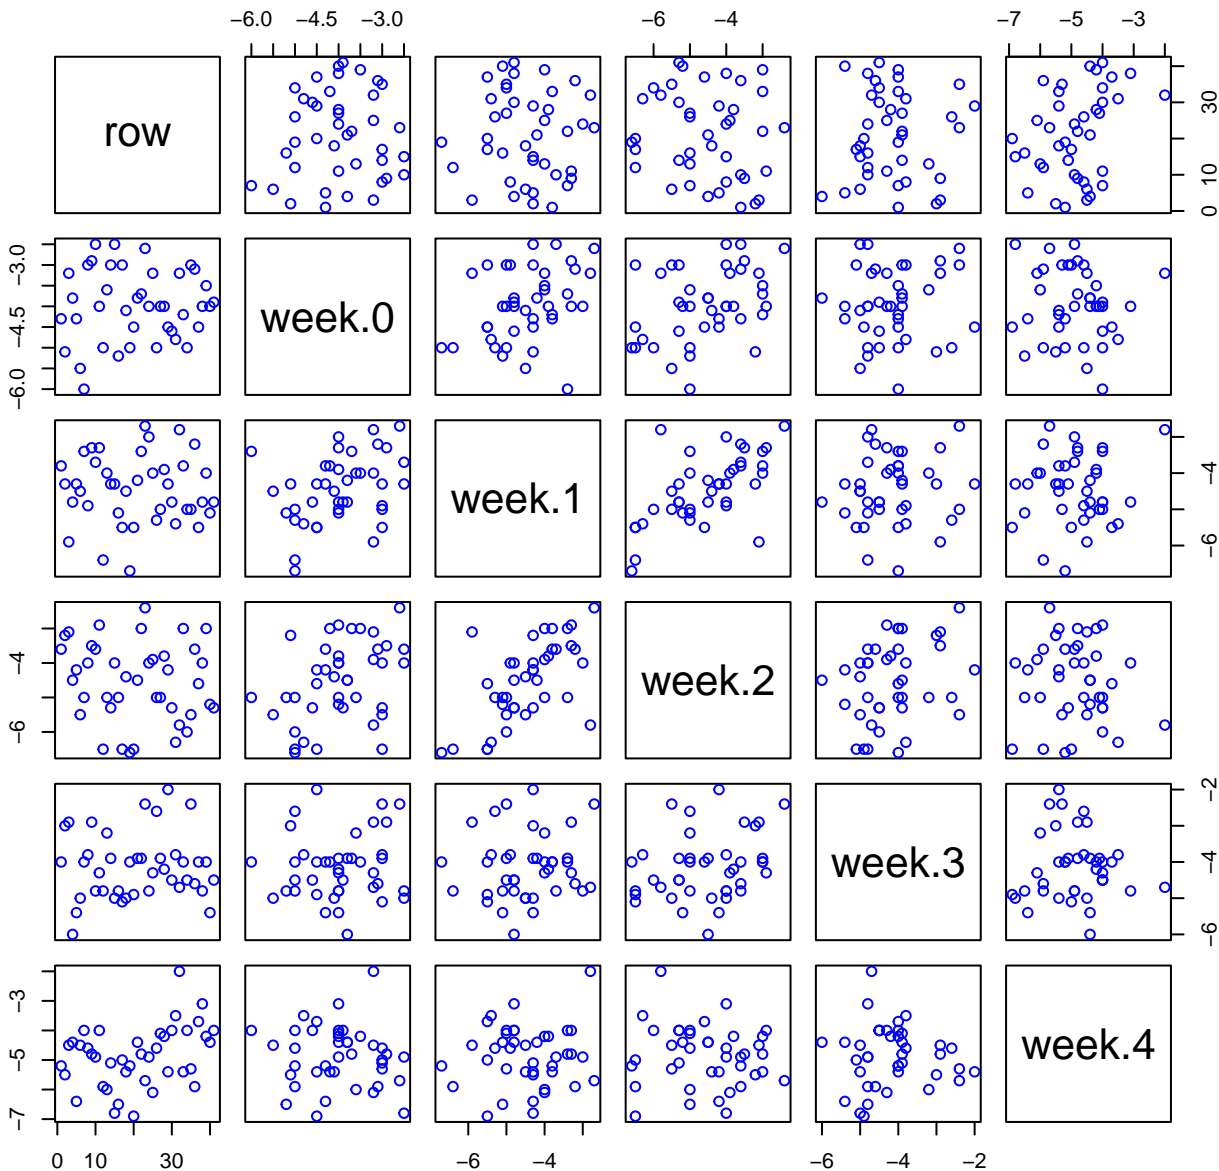 −6.0 −4.5 −3.0 −6 −4 −7 −5 −3
row 0 10 30
−6.0 −4.5 −3.0 week.0
week.1 −6 −4
−6 −4 week.2
week.3 −6 −4 −2
−7 −5 −3 week.4
0 10 30 −6 −4 −6 −4 −2